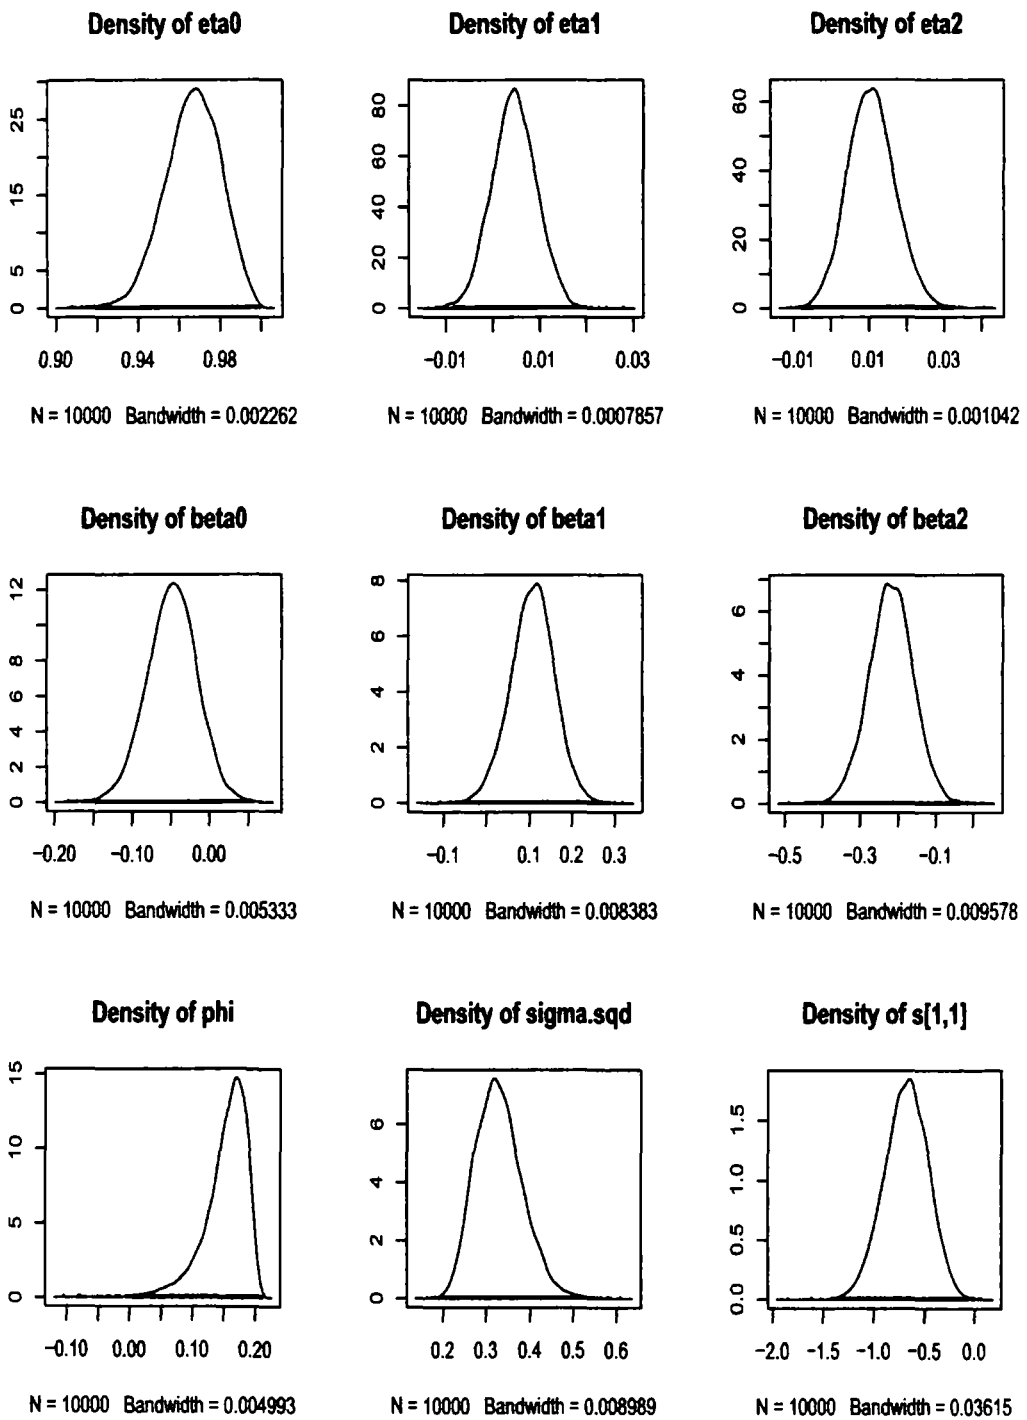 Density of eta0
Density of eta1
Density of eta2
25
15
5
0
0.90 0.94 0.98
80
60
40
20
0
−0.01 0.01 0.03
60
40
20
0
−0.01 0.01 0.03
N = 10000 Bandwidth = 0.002262
N = 10000 Bandwidth = 0.0007857
N = 10000 Bandwidth = 0.001042
Density of beta0
Density of beta1
Density of beta2
12
8
6
4
2
0
−0.20 −0.10 0.00
8
6
4
2
0
−0.1 0.1 0.2 0.3
6
4
2
0
−0.5 −0.3 −0.1
N = 10000 Bandwidth = 0.005333
N = 10000 Bandwidth = 0.008383
N = 10000 Bandwidth = 0.009578
Density of phi
Density of sigma.sqd
Density of s[1,1]
15
10
5
0
−0.10 0.00 0.10 0.20
6
4
2
0
0.2 0.3 0.4 0.5 0.6
1.5
1.0
0.5
0.0
−2.0 −1.5 −1.0 −0.5 0.0
N = 10000 Bandwidth = 0.004993
N = 10000 Bandwidth = 0.008989
N = 10000 Bandwidth = 0.03615